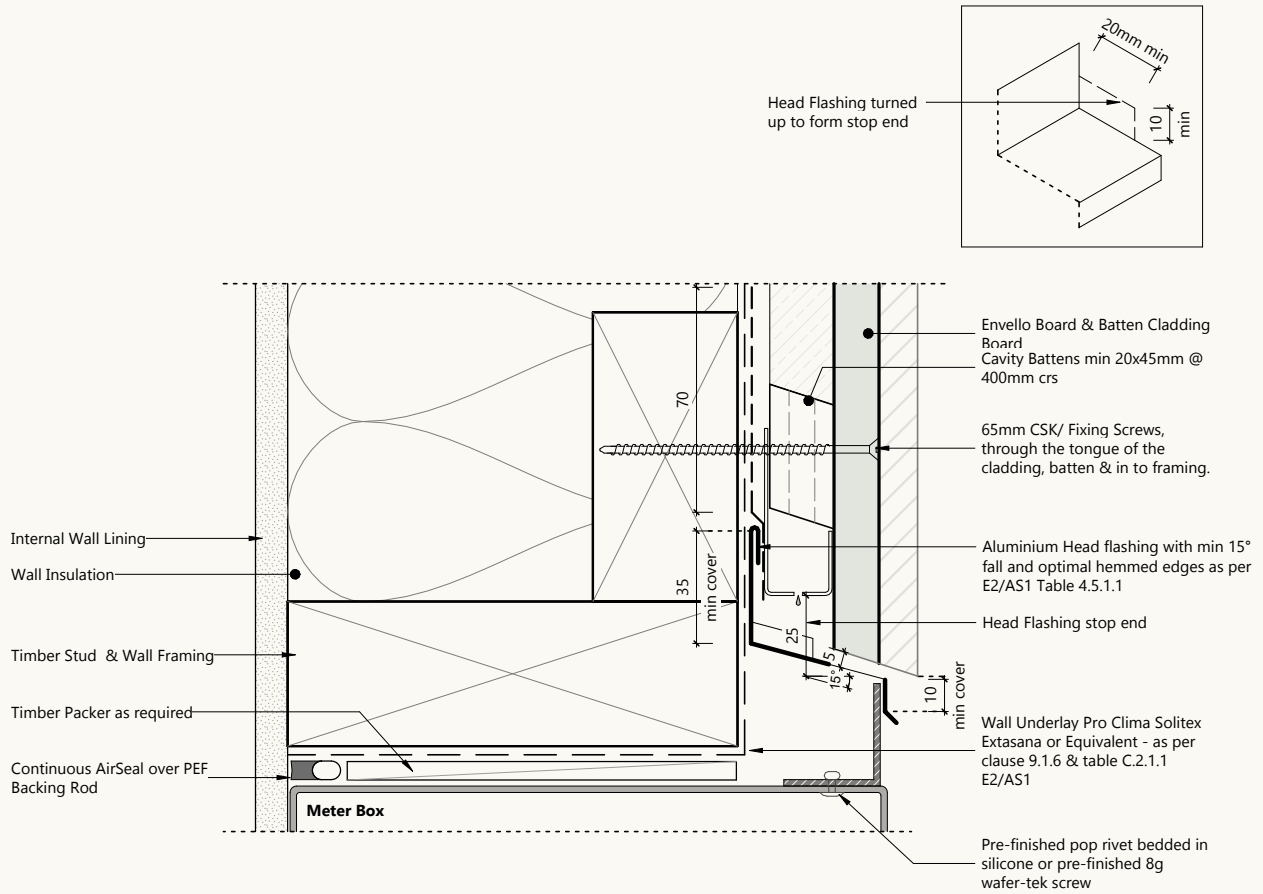 20mm min
Head Flashing turned
up to form stop end
10
min
Envello Board & Batten Cladding
Board
Cavity Battens min 20x45mm @
400mm crs
70
65mm CSK/ Fixing Screws,
through the tongue of the
cladding, batten & in to framing.
Internal Wall Lining
Wall Insulation
35
min cover
Aluminium Head flashing with min 15°
fall and optimal hemmed edges as per
E2/AS1 Table 4.5.1.1
25
Head Flashing stop end
Timber Stud & Wall Framing
5
15°
10
min cover
Timber Packer as required
Wall Underlay Pro Clima Solitex
Extasana or Equivalent - as per
clause 9.1.6 & table C.2.1.1
E2/AS1
Continuous AirSeal over PEF
Backing Rod
Meter Box
Pre-finished pop rivet bedded in
silicone or pre-finished 8g
wafer-tek screw